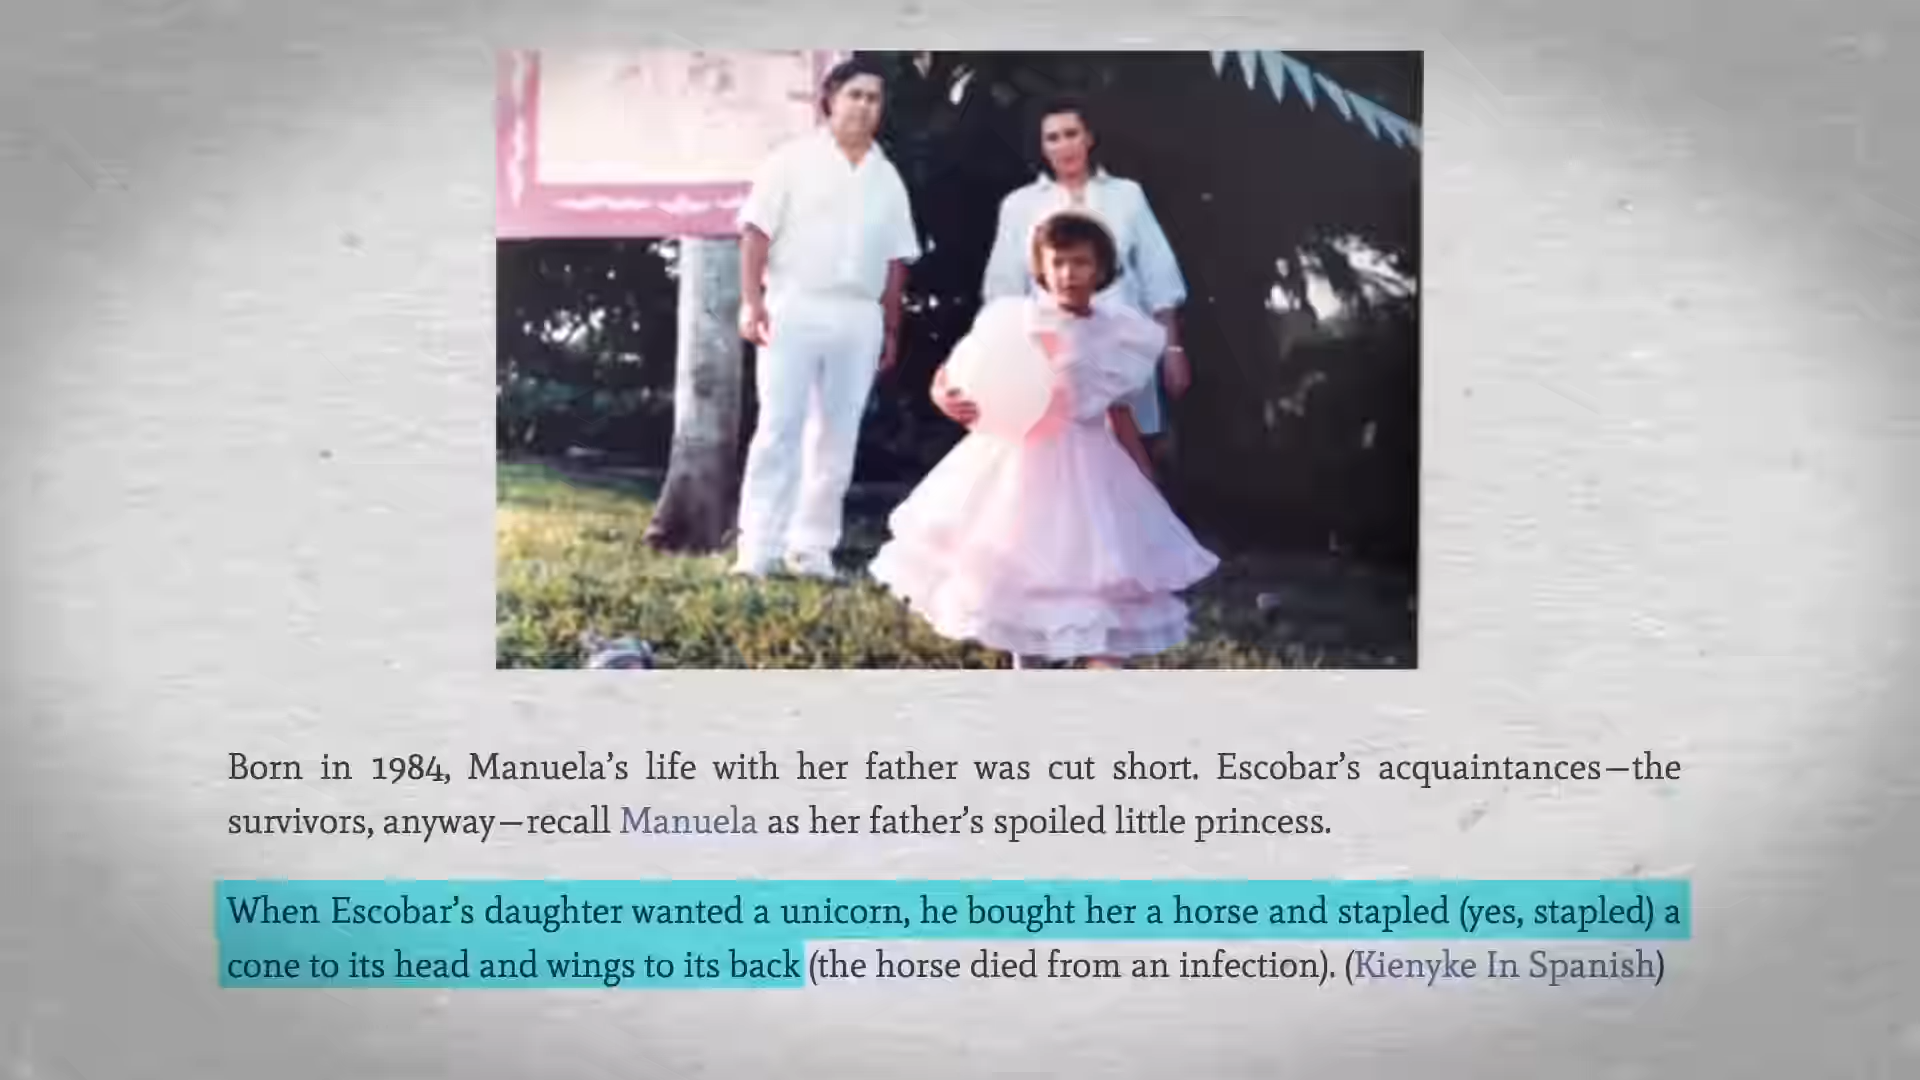 Born in 1984, Manuela’s life with her father was cut short. Escobar’s acquaintances—the
survivors, anyway—recall Manuela as her father’s spoiled little princess.
When Escobar’s daughter wanted a unicorn, he bought her a horse and stapled (yes, stapled) a
cone to its head and wings to its back (the horse died from an infection). (Kienyke In Spanish)